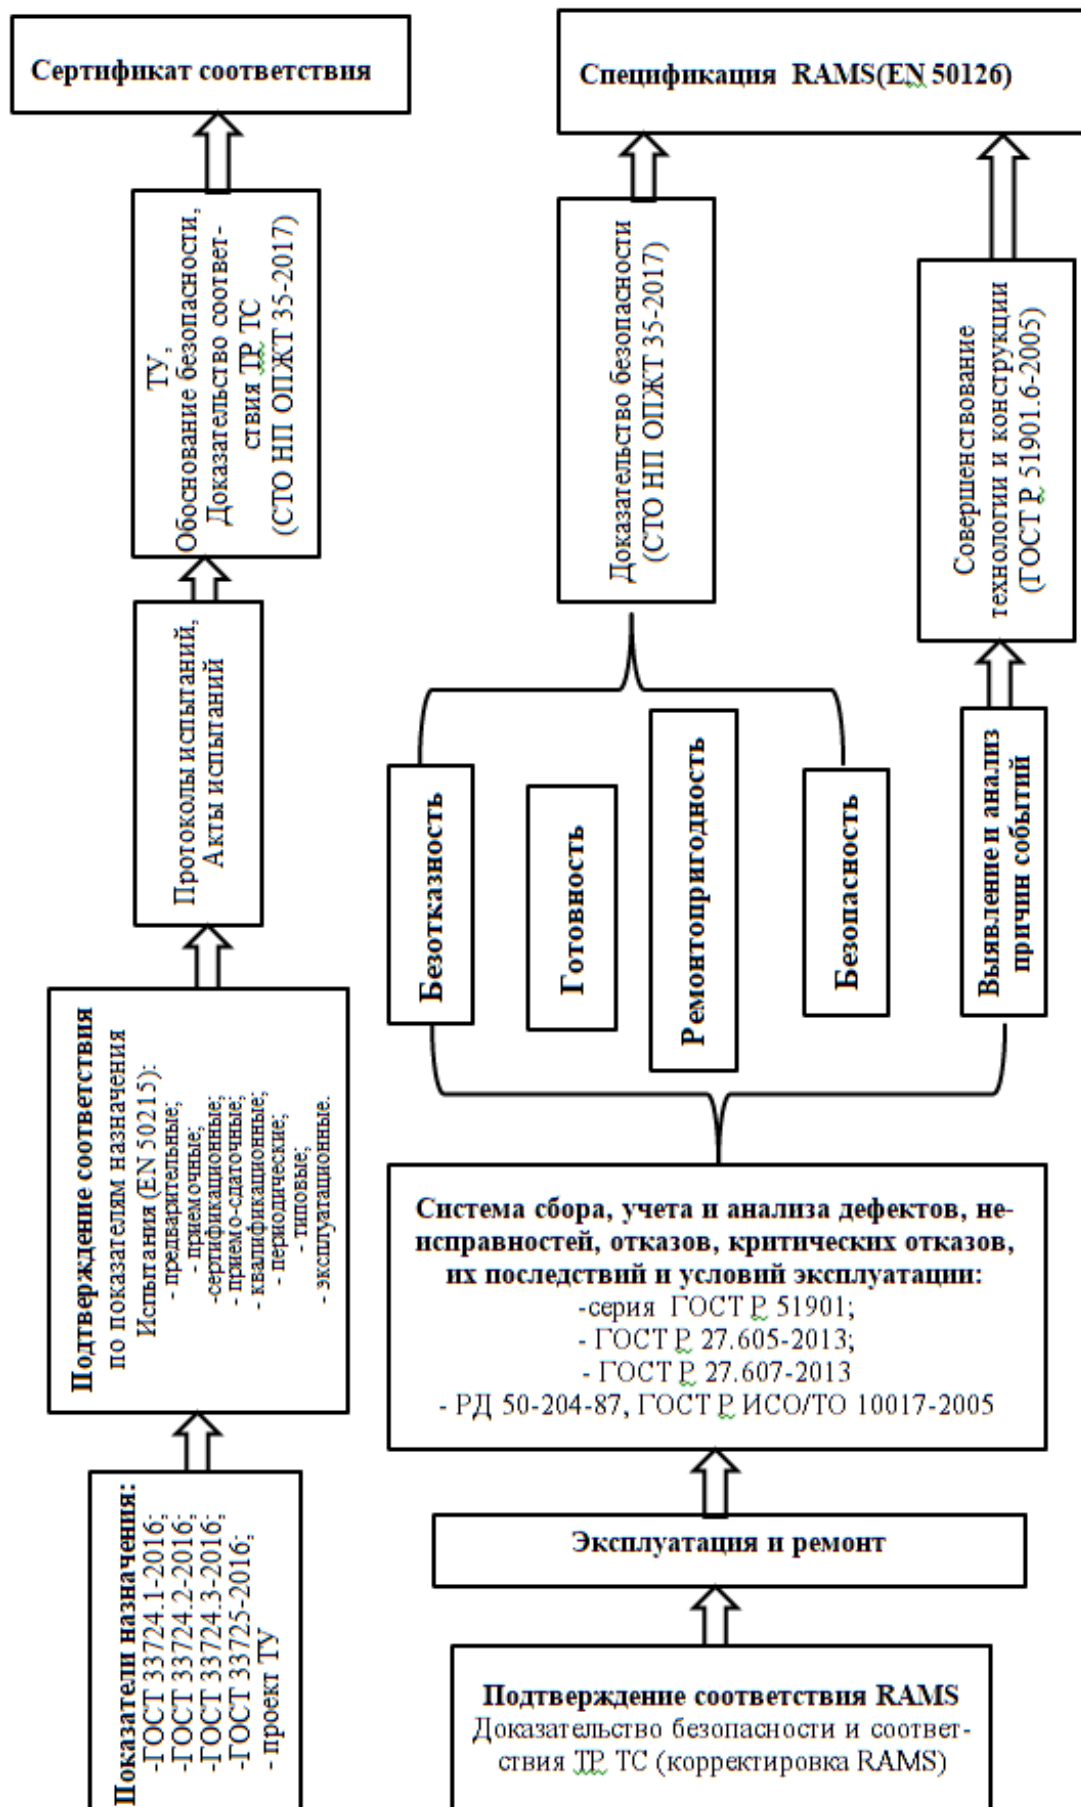 Сертификат соответствия
Спецификация RAMS(EN 50126)
ТУ,
Обоснование безопасности,
Доказательство соответ-
ствия ТР ТС
(СТО НП ОПЖТ 35-2017)
Доказательство безопасности
(СТО НП ОПЖТ 35-2017)
Совершенствование
технологии и конструкции
(ГОСТ Р 51901.6-2005)
Протоколы испытаний,
Акты испытаний
Безотказность
Готовность
Ремонтопригодность
Безопасность
Выявление и анализ
причин событий
Подтверждение соответствия
по показателям назначения
Испытания (EN 50215):
- предварительные;
- приемочные;
-сертификационные;
- приемо-сдаточные;
- квалификационные;
- периодические;
- типовые;
- эксплуатационные.
Система сбора, учета и анализа дефектов, не-
исправностей, отказов, критических отказов,
их последствий и условий эксплуатации:
-серия ГОСТ Р 51901;
- ГОСТ Р 27.605-2013;
- ГОСТ Р 27.607-2013
- РД 50-204-87, ГОСТ Р ИСО/ТО 10017-2005
Показатели назначения:
-ГОСТ 33724.1-2016;
-ГОСТ 33724.2-2016;
-ГОСТ 33724.3-2016;
-ГОСТ 33725-2016;
- проект ТУ
Эксплуатация и ремонт
Подтверждение соответствия RAMS
Доказательство безопасности и соответ-
ствия ТР ТС (корректировка RAMS)